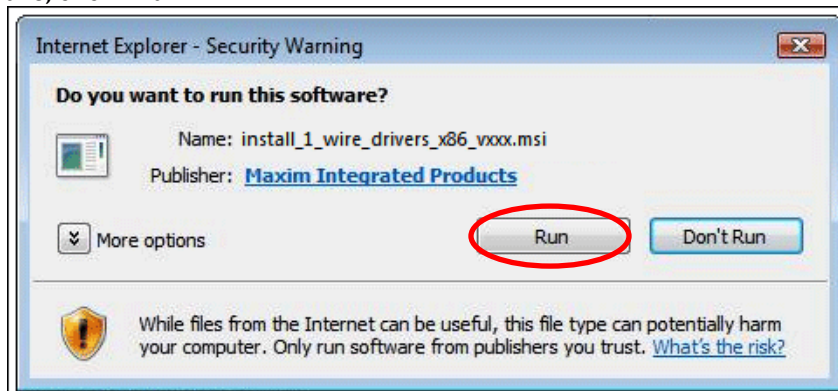 Internet Explorer - Security Warning
Do you want to run this software?
Name: install_1_wire_drivers_x86_vxxx.msi
Publisher: Maxim Integrated Products
More options Run Don't Run
While files from the Internet can be useful, this file type can potentially harm
your computer. Only run software from publishers you trust. What's the risk?